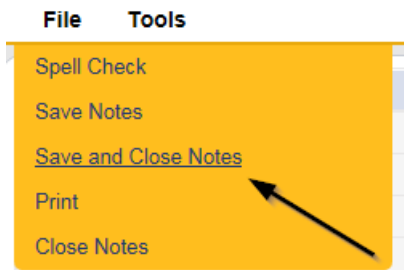 File Tools
Spell Check
Save Notes
Save and Close Notes
Print
Close Notes